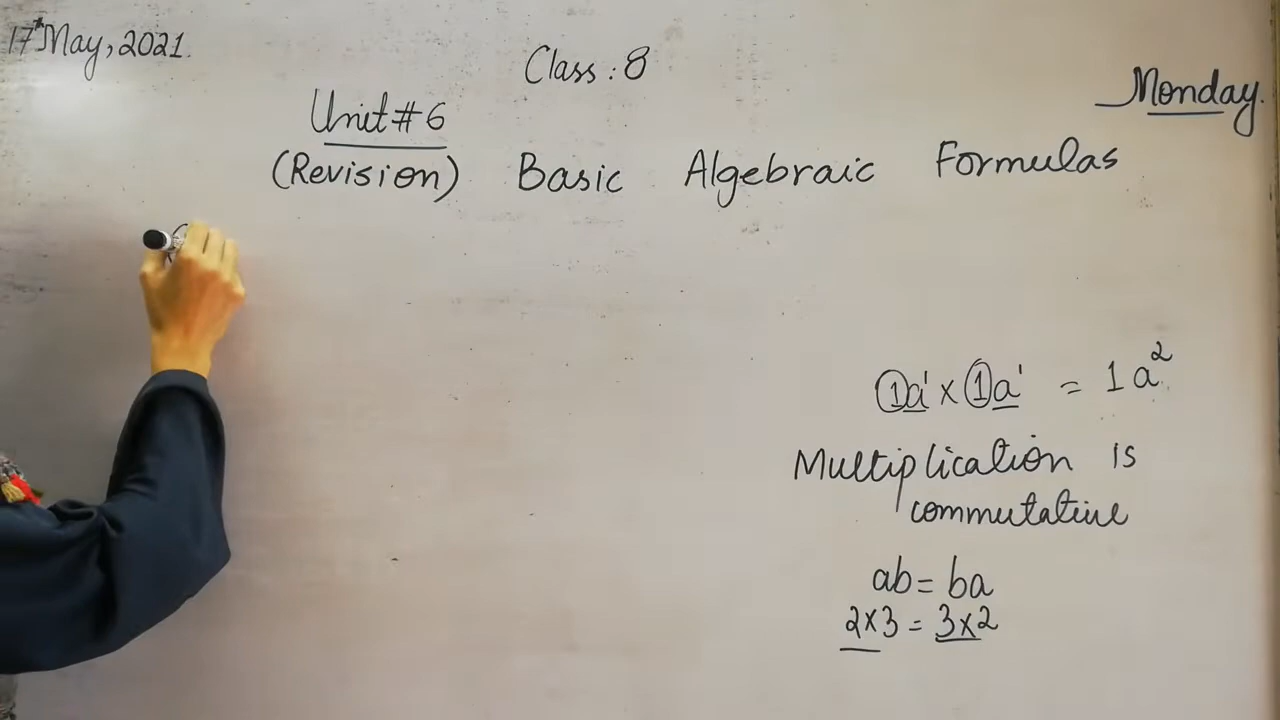 17th May, 2021.
Class : 8
Monday.
Unit # 6
(Revision) Basic Algebraic Formulas
1a¹ × 1a¹ = 1a²
Multiplication is
commutative
ab = ba
2×3 = 3×2